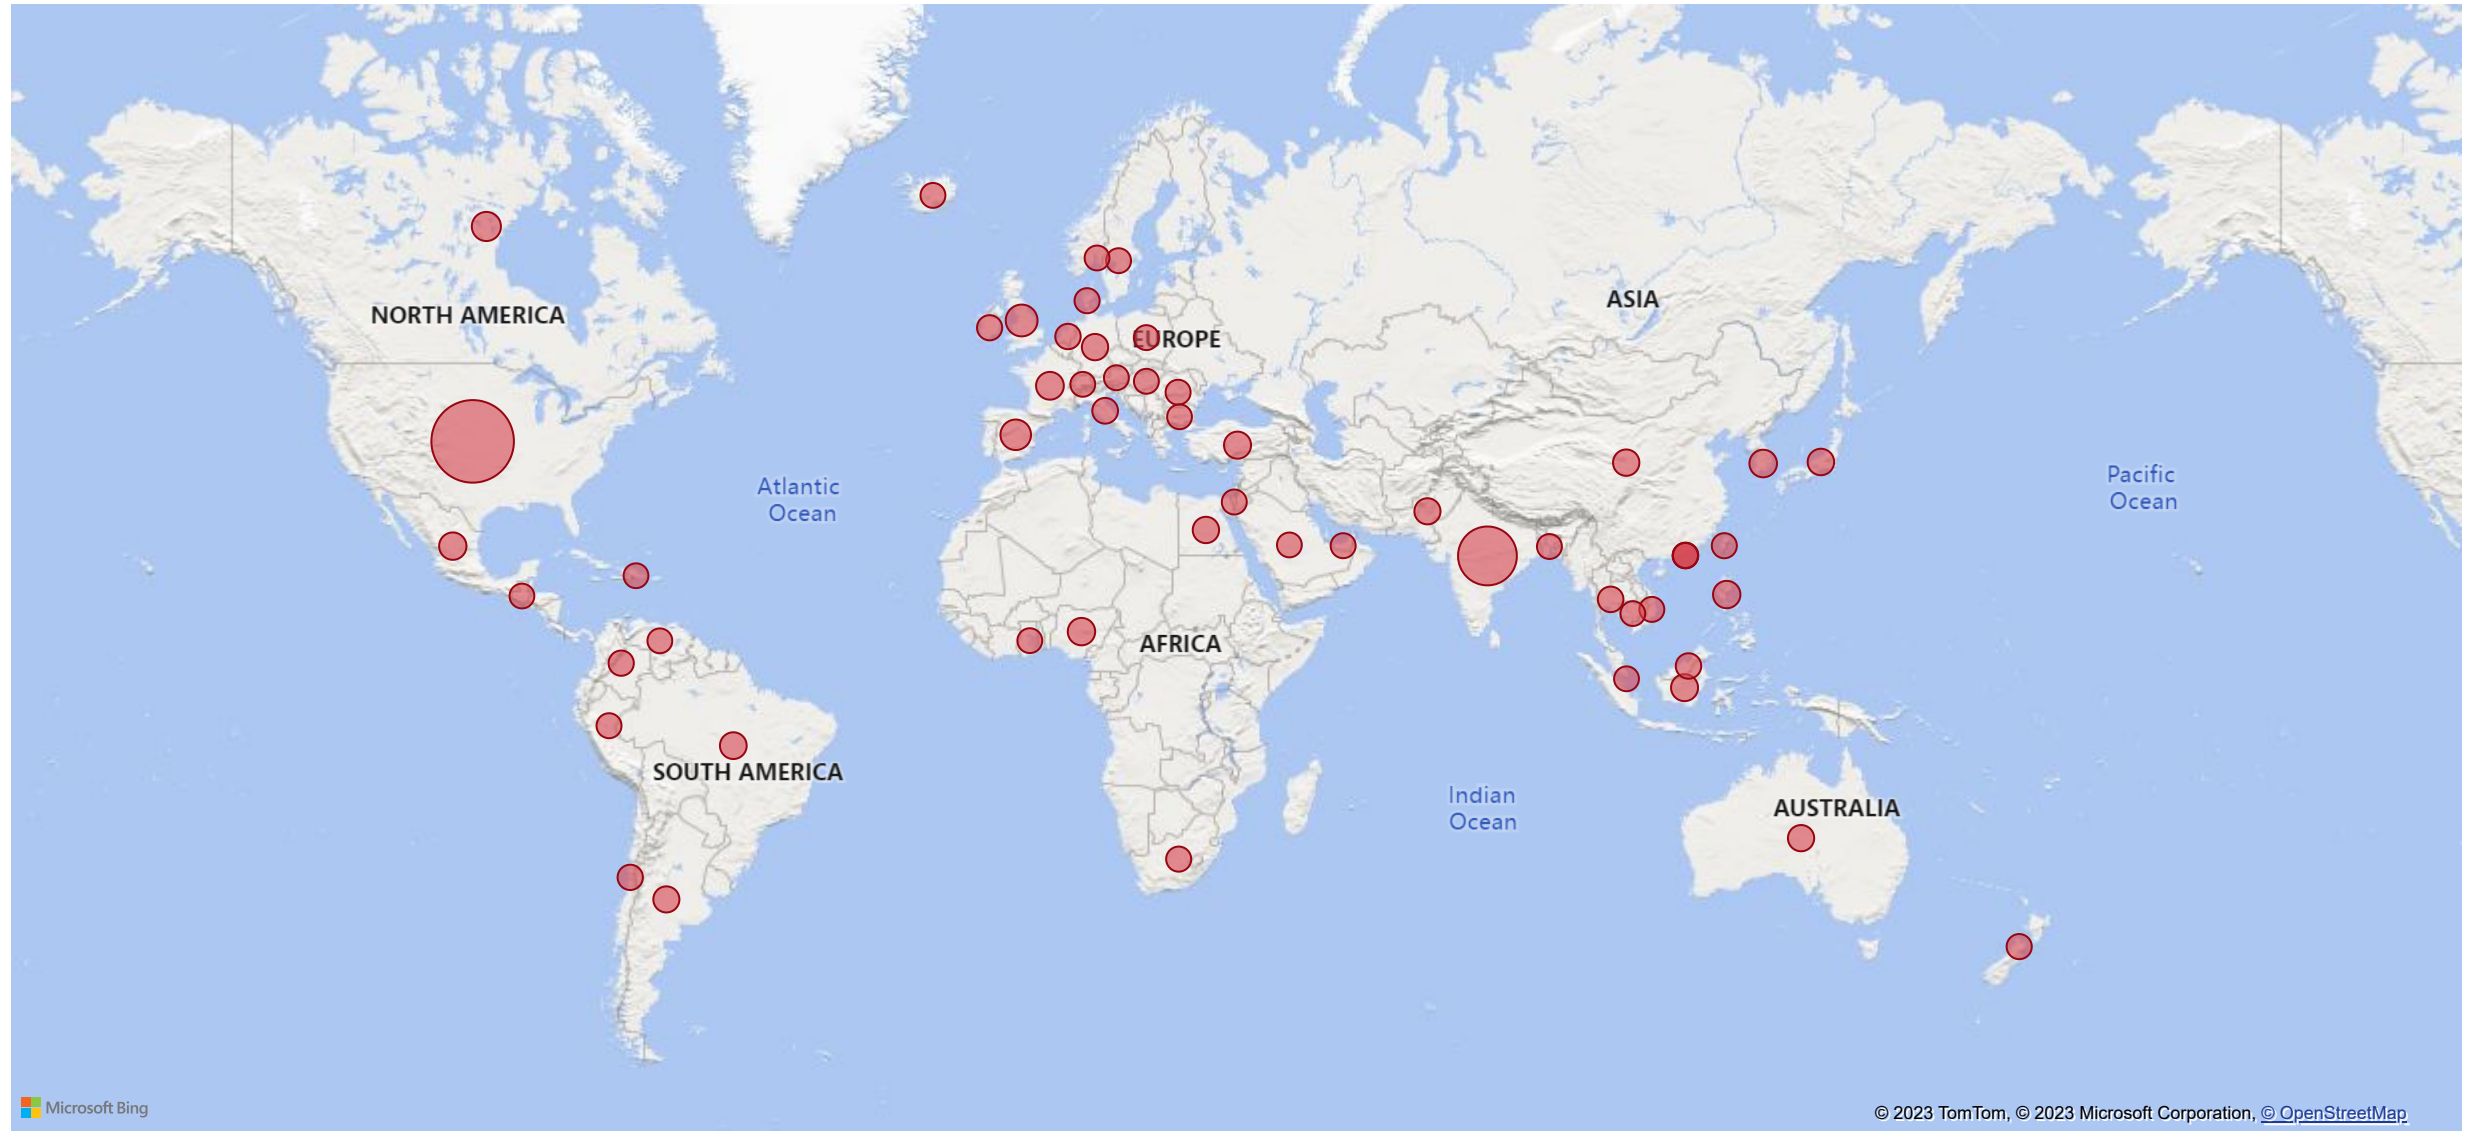 NORTH AMERICA
ASIA
EUROPE
Atlantic
Ocean
Pacific
Ocean
AFRICA
SOUTH AMERICA
Indian
Ocean
AUSTRALIA
Microsoft Bing
© 2023 TomTom, © 2023 Microsoft Corporation, © OpenStreetMap